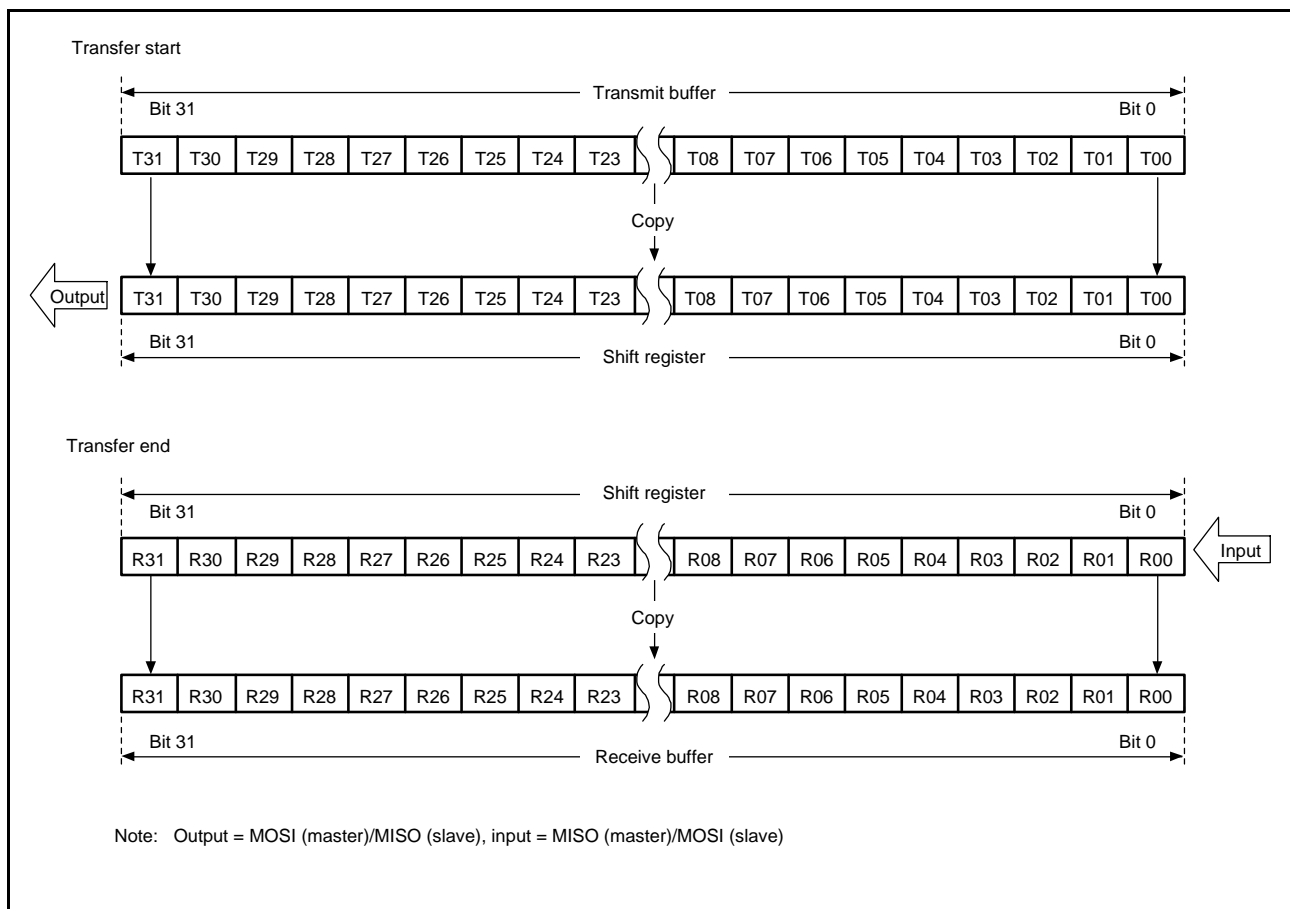 Transfer start
Transmit buffer
Bit 31 Bit 0
T31 T30 T29 T28 T27 T26 T25 T24 T23 T08 T07 T06 T05 T04 T03 T02 T01 T00
Copy
Output T31 T30 T29 T28 T27 T26 T25 T24 T23 T08 T07 T06 T05 T04 T03 T02 T01 T00
Bit 31 Bit 0
Shift register
Transfer end
Shift register
Bit 31 Bit 0
R31 R30 R29 R28 R27 R26 R25 R24 R23 R08 R07 R06 R05 R04 R03 R02 R01 R00 Input
Copy
R31 R30 R29 R28 R27 R26 R25 R24 R23 R08 R07 R06 R05 R04 R03 R02 R01 R00
Bit 31 Bit 0
Receive buffer
Note: Output = MOSI (master)/MISO (slave), input = MISO (master)/MOSI (slave)